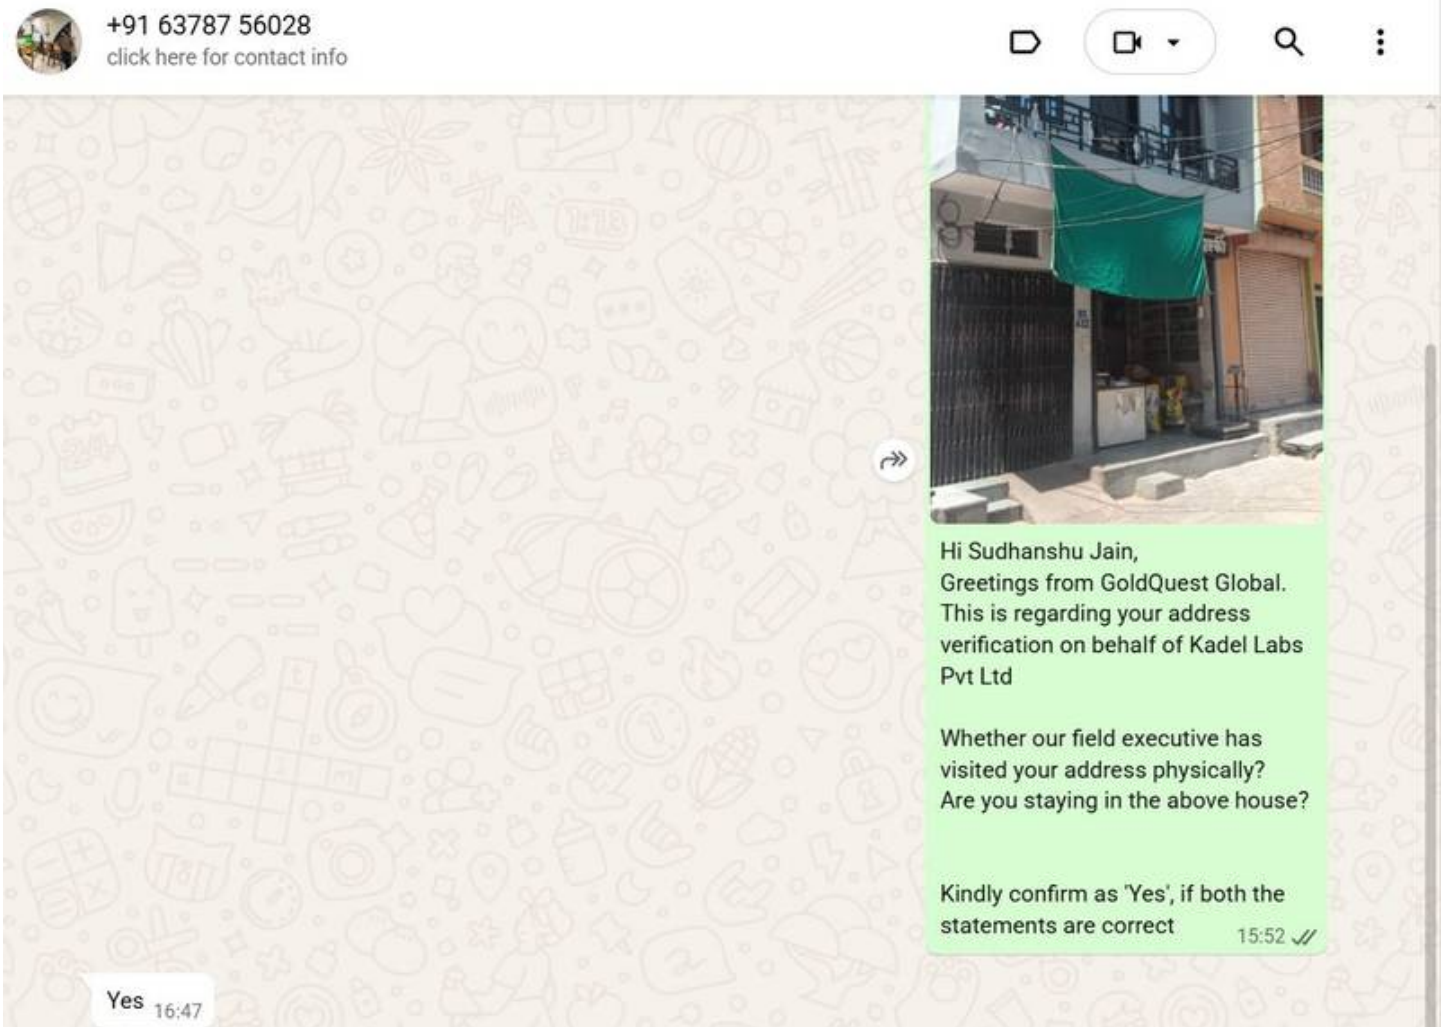 +91 63787 56028
click here for contact info
Hi Sudhanshu Jain,
Greetings from GoldQuest Global.
This is regarding your address
verification on behalf of Kadel Labs
Pvt Ltd
Whether our field executive has
visited your address physically?
Are you staying in the above house?
Kindly confirm as 'Yes', if both the
statements are correct
15:52
Yes 16:47